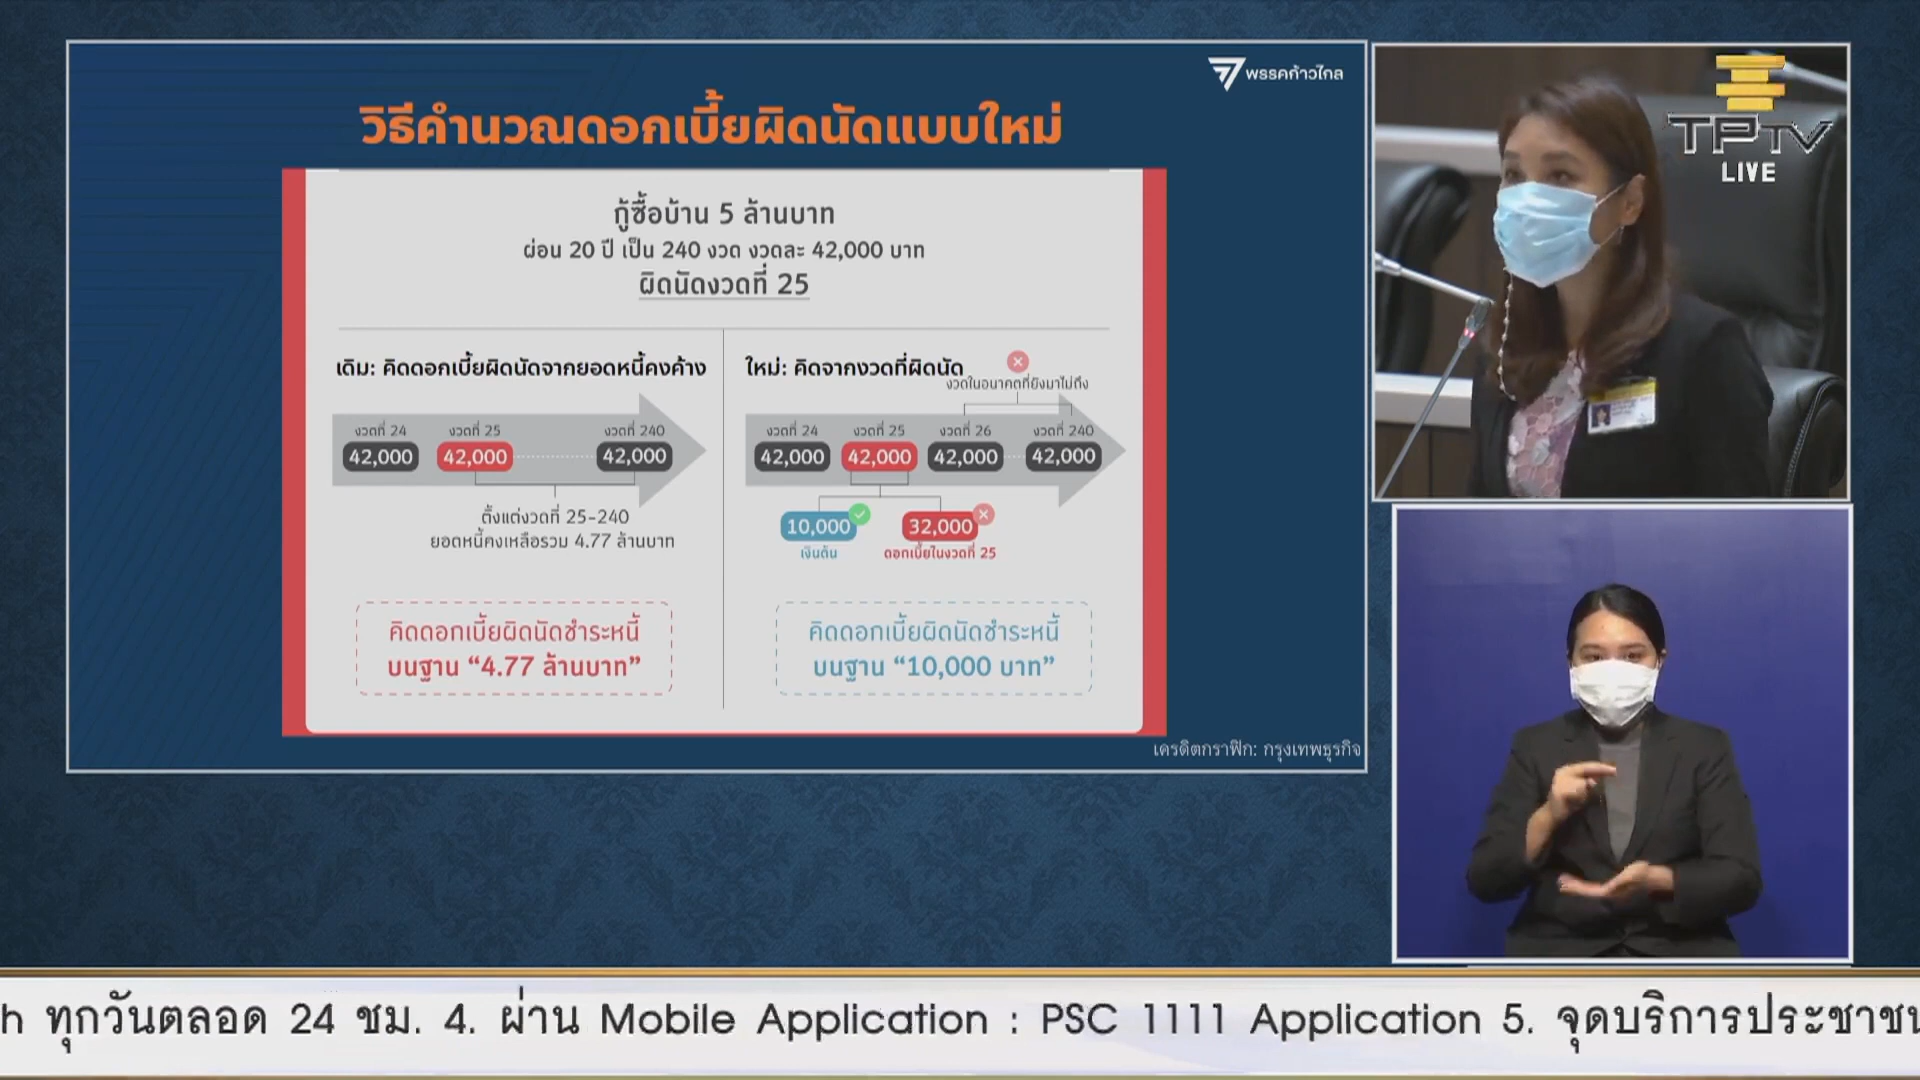 พรรคก้าวไกล
วิธีคำนวณดอกเบี้ยผิดนัดแบบใหม่
กู้ซื้อบ้าน 5 ล้านบาท
ผ่อน 20 ปี เป็น 240 งวด งวดละ 42,000 บาท
ผิดนัดงวดที่ 25
เดิม: คิดดอกเบี้ยผิดนัดจากยอดหนี้คงค้าง
งวดที่ 24 งวดที่ 25 งวดที่ 240
42,000 42,000 42,000
ตั้งแต่งวดที่ 25-240
ยอดหนี้คงเหลือรวม 4.77 ล้านบาท
คิดดอกเบี้ยผิดนัดชำระหนี้
บนฐาน “4.77 ล้านบาท”
ใหม่: คิดจากงวดที่ผิดนัด
งวดในอนาคตที่ยังมาไม่ถึง
งวดที่ 24 งวดที่ 25 งวดที่ 26 งวดที่ 240
42,000 42,000 42,000 42,000
10,000 32,000
เงินต้น ดอกเบี้ยในงวดที่ 25
คิดดอกเบี้ยผิดนัดชำระหนี้
บนฐาน “10,000 บาท”
เครดิตกราฟิก: กรุงเทพธุรกิจ
TPTV
LIVE
h ทุกวันตลอด 24 ชม. 4. ผ่าน Mobile Application : PSC 1111 Application 5. จุดบริการประชาชน